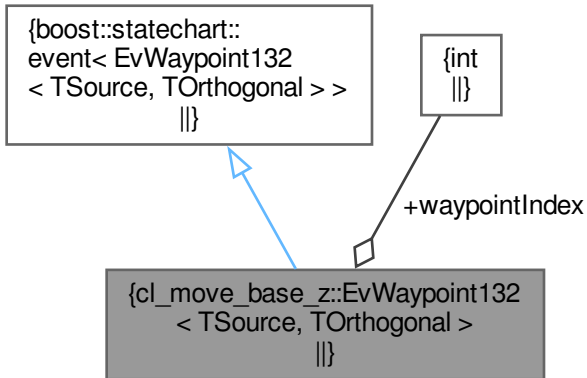 {boost::statechart::
event< EvWaypoint132
< TSource, TOrthogonal > >
||}
{int
||}
+waypointIndex
{cl_move_base_z::EvWaypoint132
< TSource, TOrthogonal >
||}